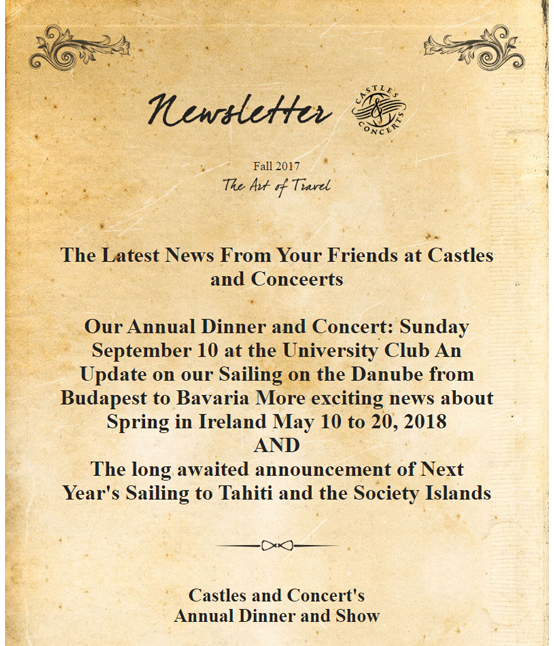 Newsletter
CASTLES
&
CONCERTS
Fall 2017
The Art of Travel
The Latest News From Your Friends at Castles
and Conceerts
Our Annual Dinner and Concert: Sunday
September 10 at the University Club An
Update on our Sailing on the Danube from
Budapest to Bavaria More exciting news about
Spring in Ireland May 10 to 20, 2018
AND
The long awaited announcement of Next
Year's Sailing to Tahiti and the Society Islands
Castles and Concert's
Annual Dinner and Show